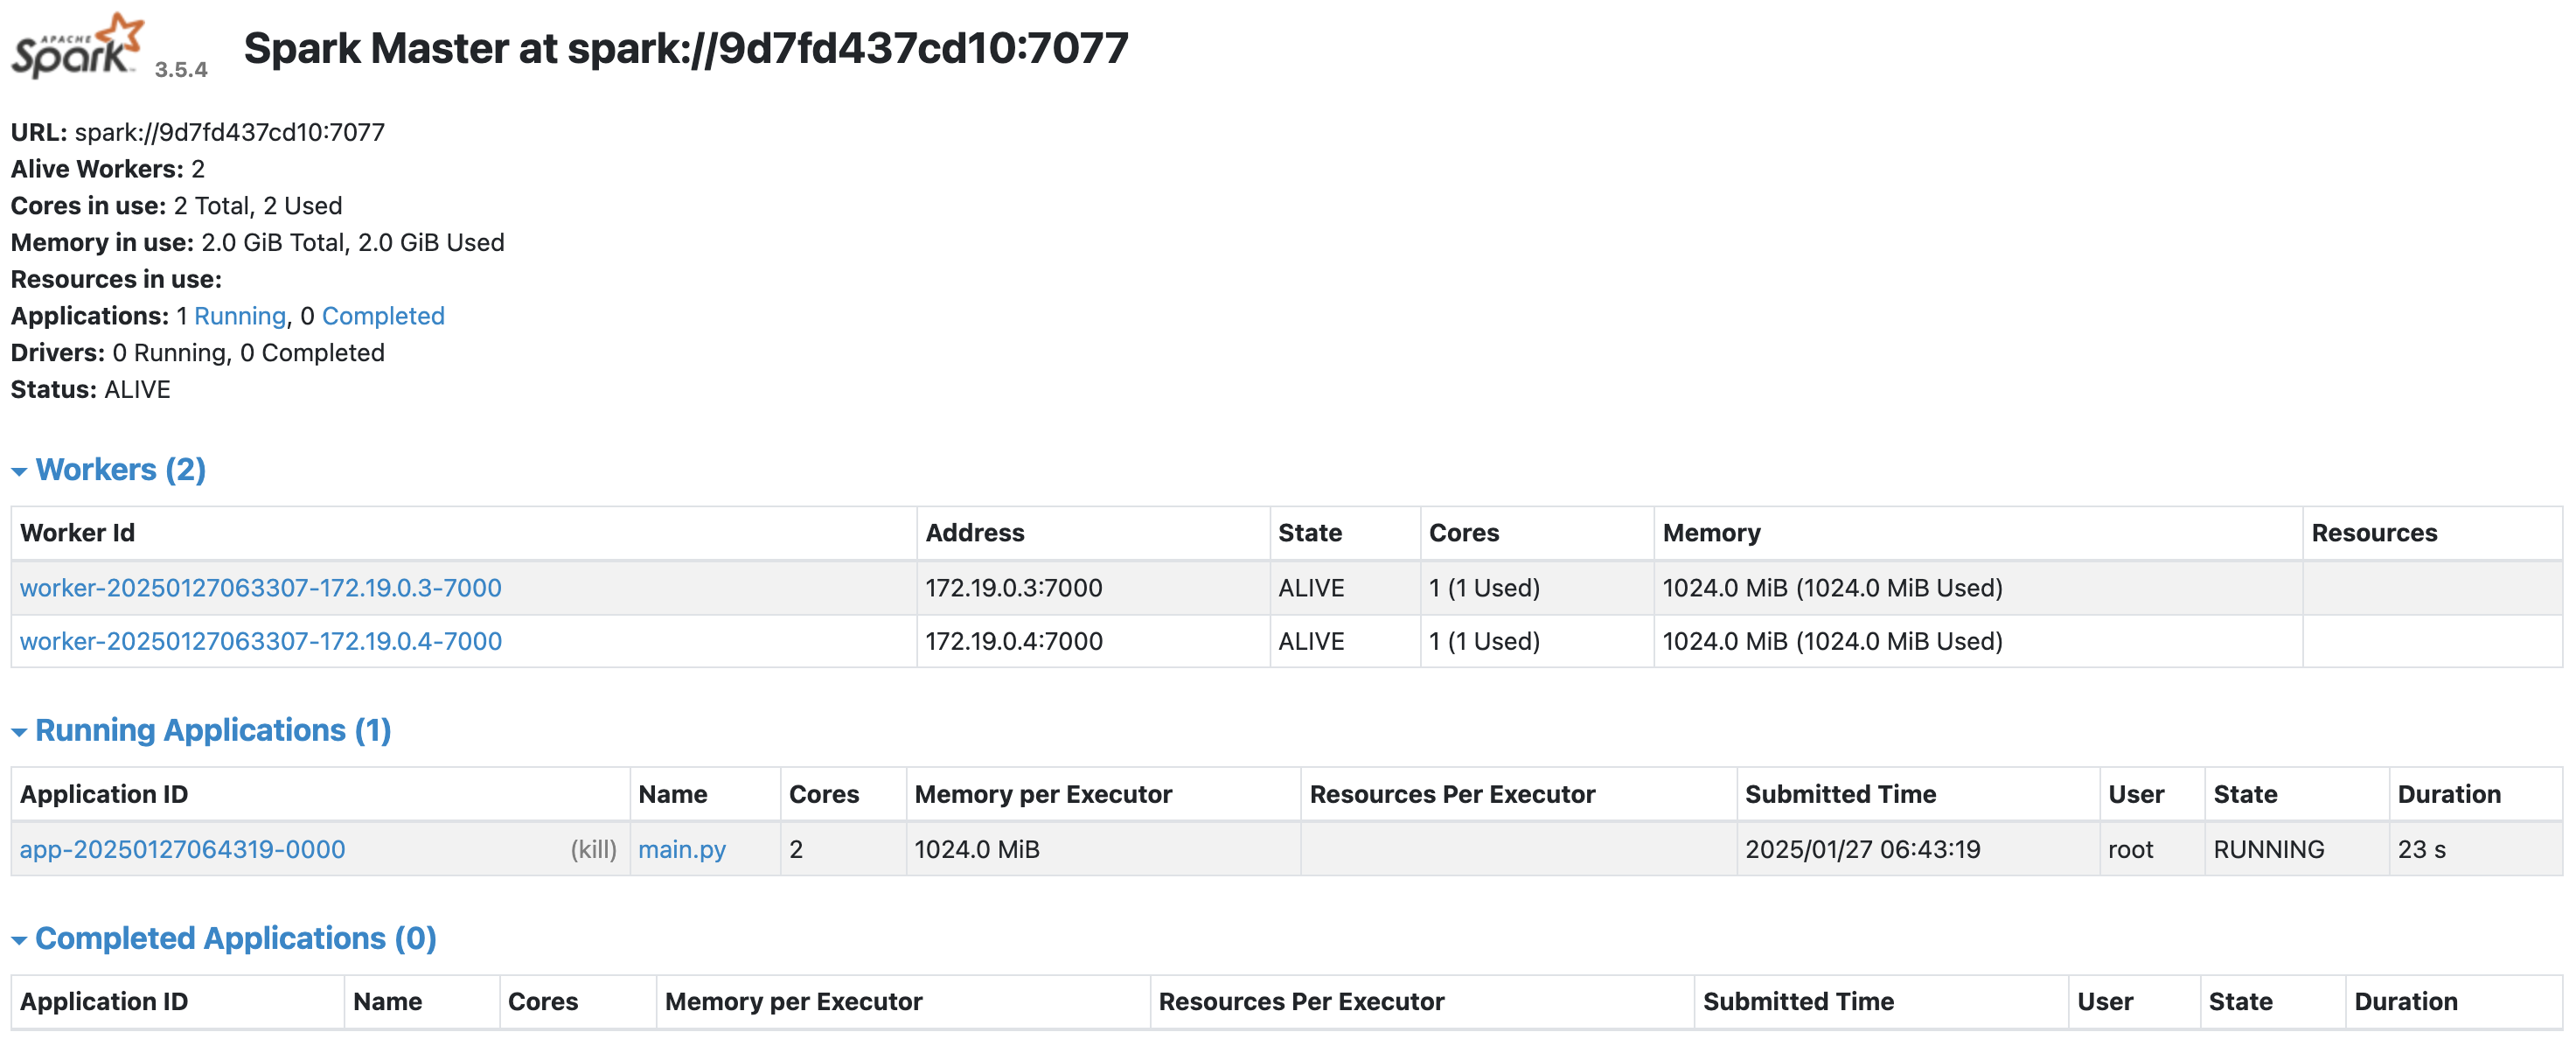 APACHE
Spark 3.5.4 Spark Master at spark://9d7fd437cd10:7077
URL: spark://9d7fd437cd10:7077
Alive Workers: 2
Cores in use: 2 Total, 2 Used
Memory in use: 2.0 GiB Total, 2.0 GiB Used
Resources in use:
Applications: 1 Running, 0 Completed
Drivers: 0 Running, 0 Completed
Status: ALIVE
Workers (2)
Worker Id Address State Cores Memory Resources
worker-20250127063307-172.19.0.3-7000 172.19.0.3:7000 ALIVE 1 (1 Used) 1024.0 MiB (1024.0 MiB Used)
worker-20250127063307-172.19.0.4-7000 172.19.0.4:7000 ALIVE 1 (1 Used) 1024.0 MiB (1024.0 MiB Used)
Running Applications (1)
Application ID Name Cores Memory per Executor Resources Per Executor Submitted Time User State Duration
app-20250127064319-0000 (kill) main.py 2 1024.0 MiB 2025/01/27 06:43:19 root RUNNING 23 s
Completed Applications (0)
Application ID Name Cores Memory per Executor Resources Per Executor Submitted Time User State Duration